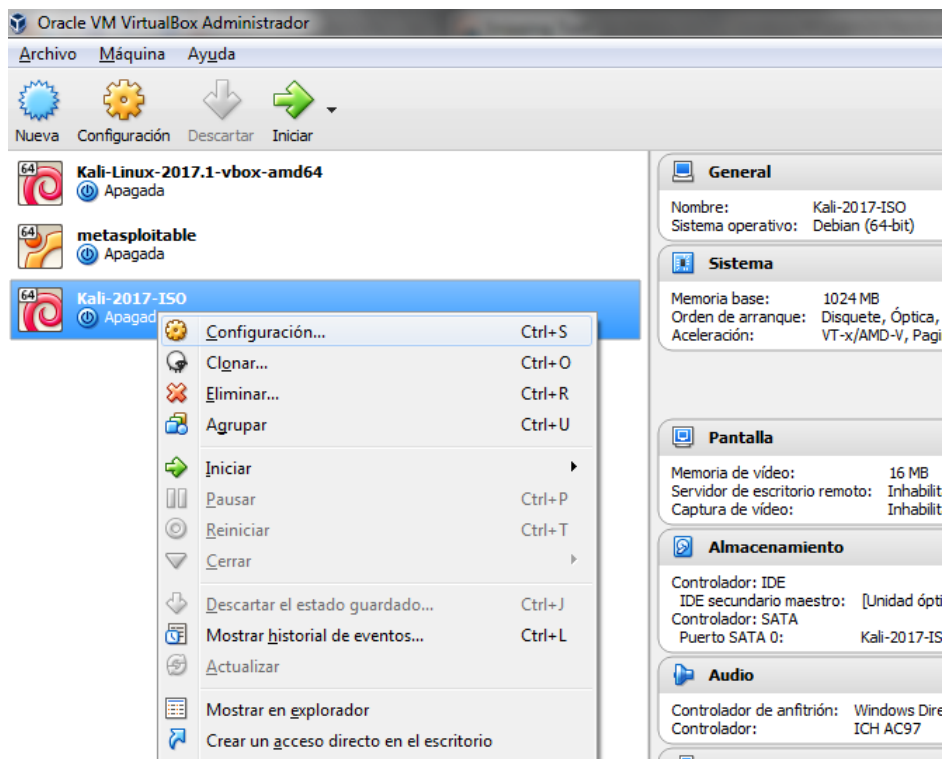 Oracle VM VirtualBox Administrador
Archivo Máquina Ayuda
Nueva Configuración Descartar Iniciar
64 Kali-Linux-2017.1-vbox-amd64
Apagada
64 metasploitable
Apagada
64 Kali-2017-ISO
Apagad
Configuración... Ctrl+S
Clonar... Ctrl+O
Eliminar... Ctrl+R
Agrupar Ctrl+U
Iniciar
Pausar Ctrl+P
Reiniciar Ctrl+T
Cerrar
Descartar el estado guardado... Ctrl+J
Mostrar historial de eventos... Ctrl+L
Actualizar
Mostrar en explorador
Crear un acceso directo en el escritorio
General
Nombre: Kali-2017-ISO
Sistema operativo: Debian (64-bit)
Sistema
Memoria base: 1024 MB
Orden de arranque: Disquete, Óptica,
Aceleración: VT-x/AMD-V, Pagi
Pantalla
Memoria de vídeo: 16 MB
Servidor de escritorio remoto: Inhabilit
Captura de vídeo: Inhabilit
Almacenamiento
Controlador: IDE
IDE secundario maestro: [Unidad ópti
Controlador: SATA
Puerto SATA 0: Kali-2017-IS
Audio
Controlador de anfitrión: Windows Dire
Controlador: ICH AC97